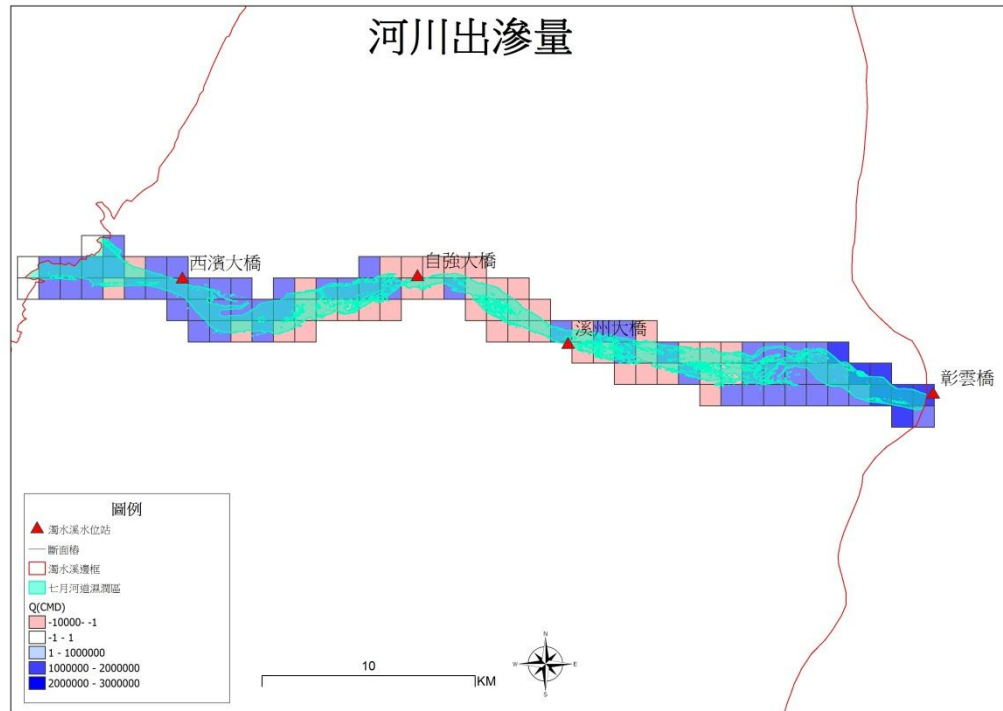 河川出滲量
西濱大橋
自強大橋
溪州大橋
彰雲橋
圖例
濁水溪水位站
斷面樁
濁水溪邊框
七月河道濕潤區
Q(CMD)
-10000- -1
-1 - 1
1 - 1000000
1000000 - 2000000
2000000 - 3000000
10
KM
N
W
E
S